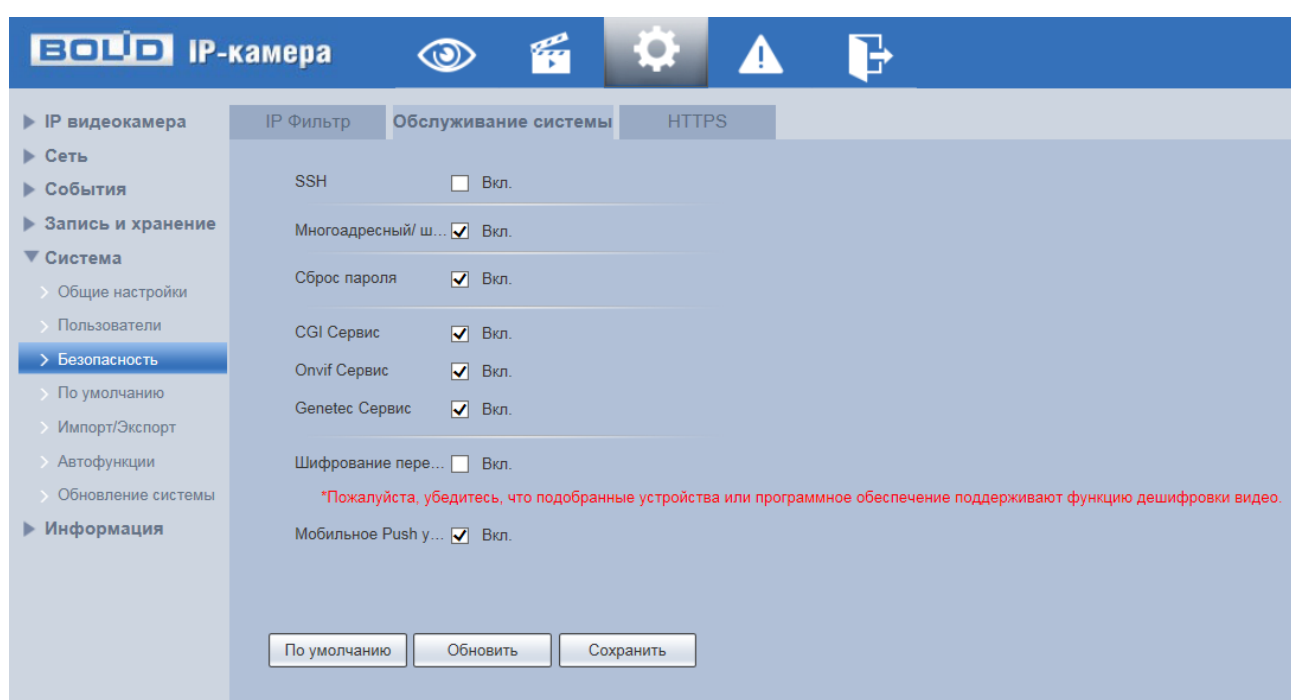 BOLID IP-камера
IP видеокамера
Сеть
События
Запись и хранение
Система
Общие настройки
Пользователи
Безопасность
По умолчанию
Импорт/Экспорт
Автофункции
Обновление системы
Информация
IP Фильтр
Обслуживание системы
HTTPS
SSH Вкл.
Многоадресный/ ш... Вкл.
Сброс пароля Вкл.
CGI Сервис Вкл.
Onvif Сервис Вкл.
Genetec Сервис Вкл.
Шифрование пере... Вкл.
*Пожалуйста, убедитесь, что подобранные устройства или программное обеспечение поддерживают функцию дешифровки видео.
Мобильное Push у... Вкл.
По умолчанию
Обновить
Сохранить